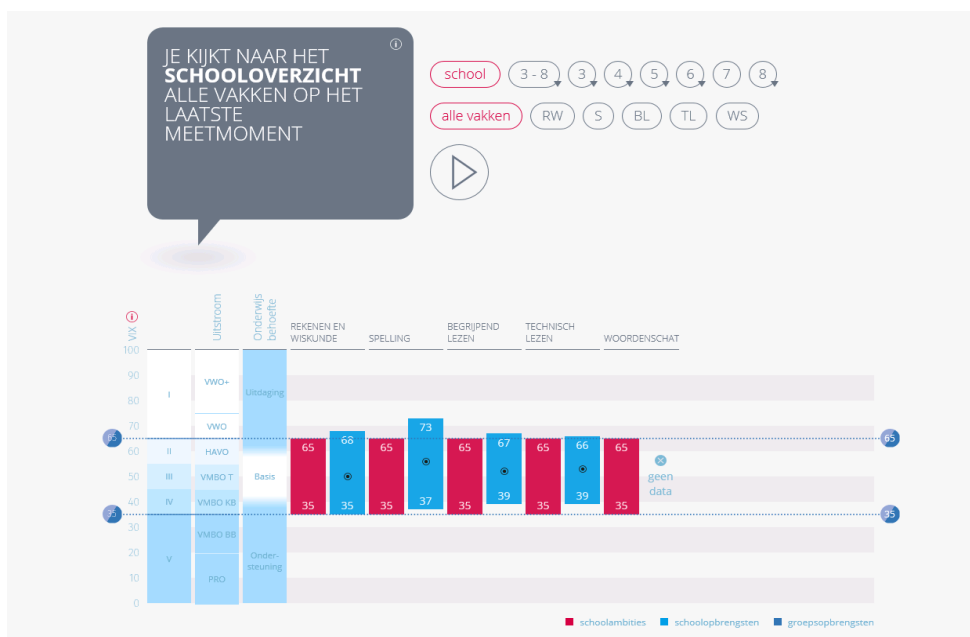 JE KIJKT NAAR HET
SCHOOLOVERZICHT
ALLE VAKKEN OP HET
LAATSTE
MEETMOMENT
i
school 3 - 8 3 4 5 6 7 8
alle vakken RW S BL TL WS
VIX i
Uitstroom
Onderwijs
behoefte
REKENEN EN
WISKUNDE
SPELLING
BEGRIJPEND
LEZEN
TECHNISCH
LEZEN
WOORDENSCHAT
100
90
80
70
60
50
40
30
20
10
0
I
II
III
IV
V
VWO+
VWO
HAVO
VMBO T
VMBO KB
VMBO BB
PRO
Uitdaging
Basis
Onder-
steuning
65 65
35 35
65 68 65 73 65 67 65 66 65
35 35 35 37 35 39 35 39 35
geen
data
schoolambities schoolopbrengsten groepsopbrengsten